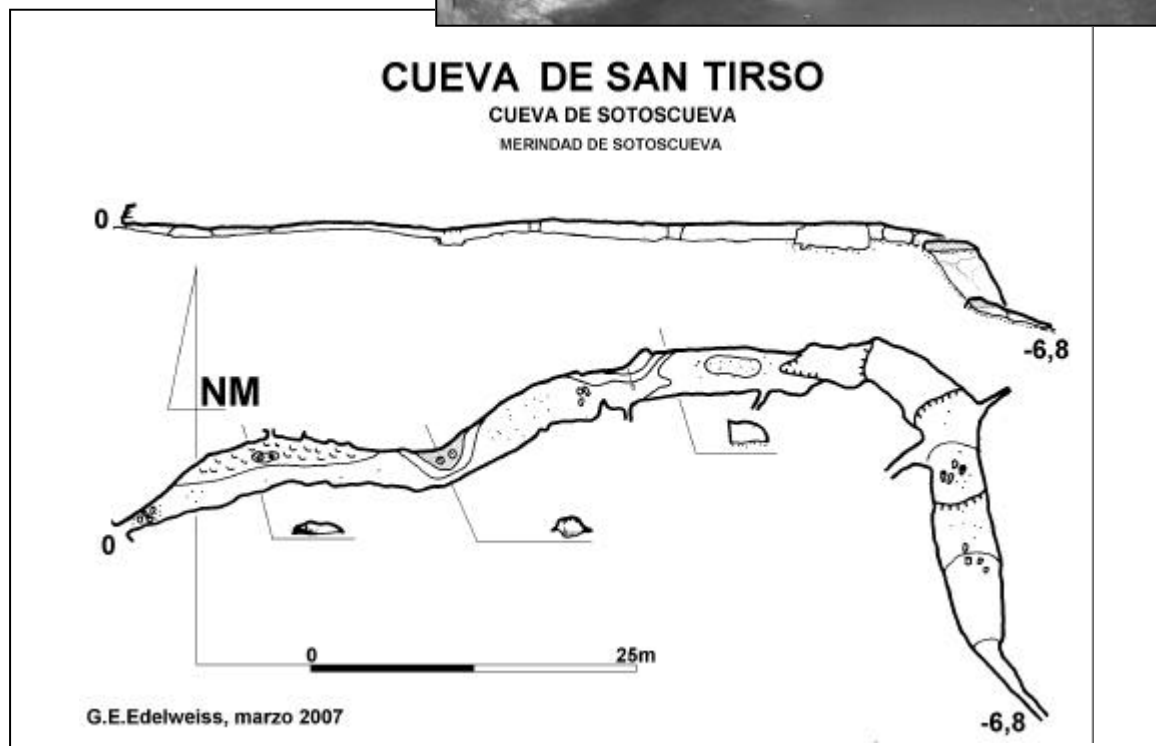 CUEVA DE SAN TIRSO
CUEVA DE SOTOSCUEVA
MERINDAD DE SOTOSCUEVA
0
-6,8
NM
0
0 25m
-6,8
G.E.Edelweiss, marzo 2007